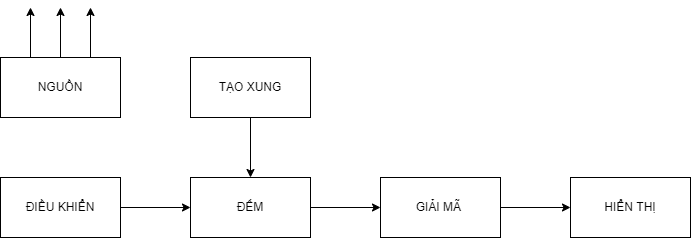 NGUỒN
TẠO XUNG
ĐIỀU KHIỂN
ĐẾM
GIẢI MÃ
HIỂN THỊ